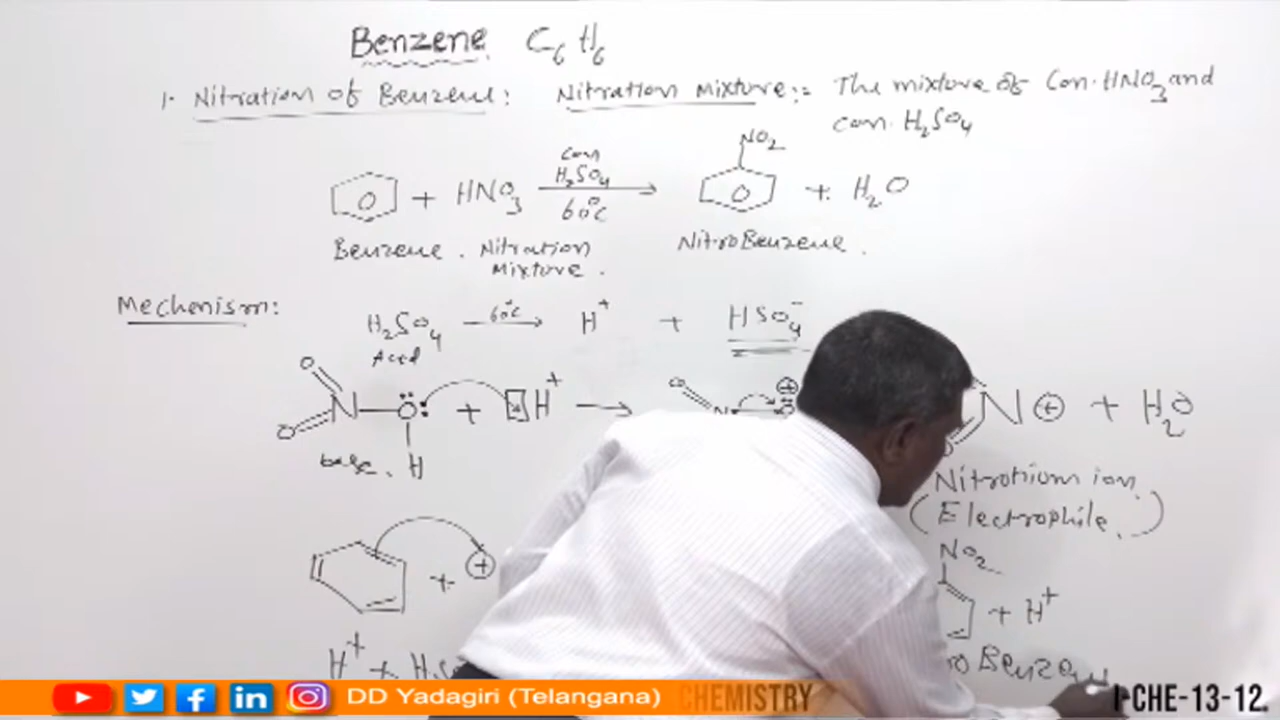 Benzene C6H6
1. Nitration of Benzene: Nitration Mixture:- The mixture of Con. HNO3 and
con. H2SO4
NO2
con
H2SO4
+ HNO3 → + H2O
60°C
Benzene. Nitration
Mixture.
NitroBenzene.
Mechenism:
H2SO4 60°C → H+ + HSO4-
Acid
O
O N O + H+ → O N O N + H2O
base. H
Nitronium ion
(Electrophile.)
NO2
+ + H+
Benzene
H+ +
DD Yadagiri (Telangana)
CHEMISTRY
I-CHE-13-12.